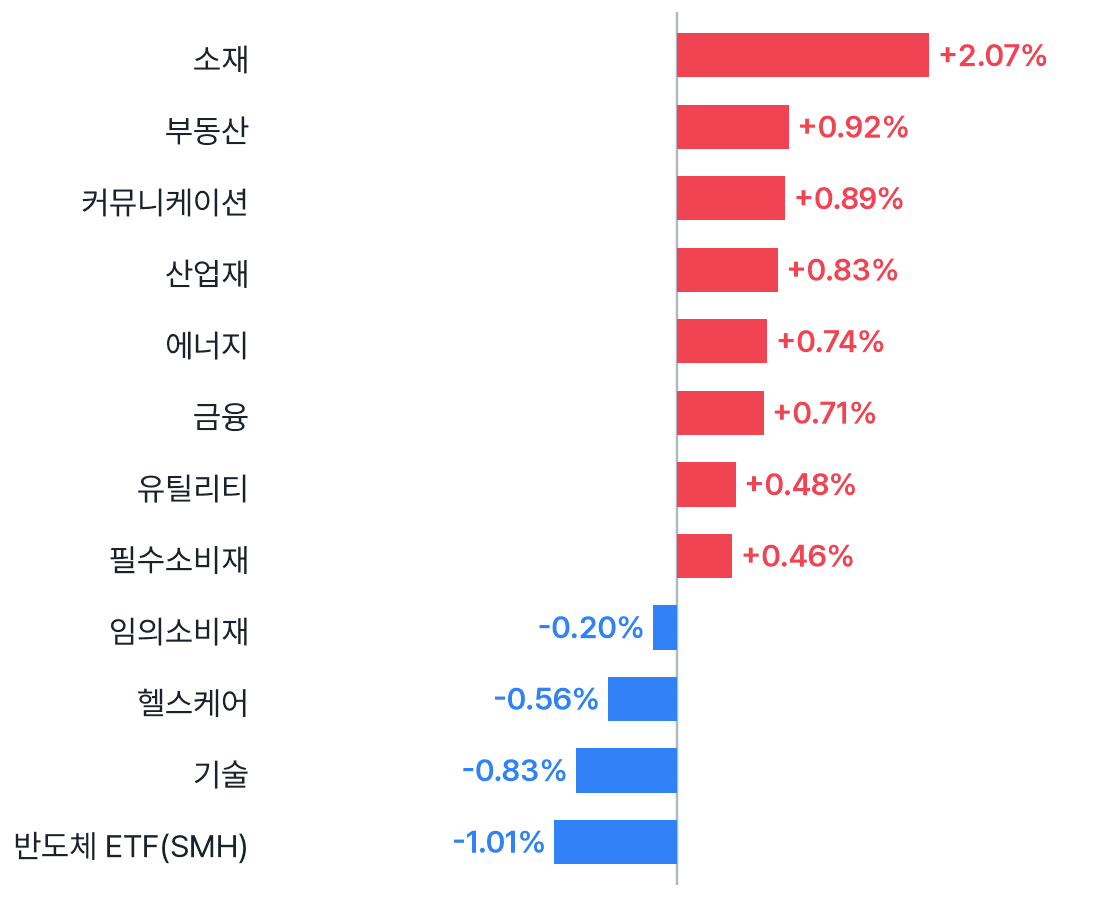 소재 +2.07%
부동산 +0.92%
커뮤니케이션 +0.89%
산업재 +0.83%
에너지 +0.74%
금융 +0.71%
유틸리티 +0.48%
필수소비재 +0.46%
임의소비재 -0.20%
헬스케어 -0.56%
기술 -0.83%
반도체 ETF(SMH) -1.01%